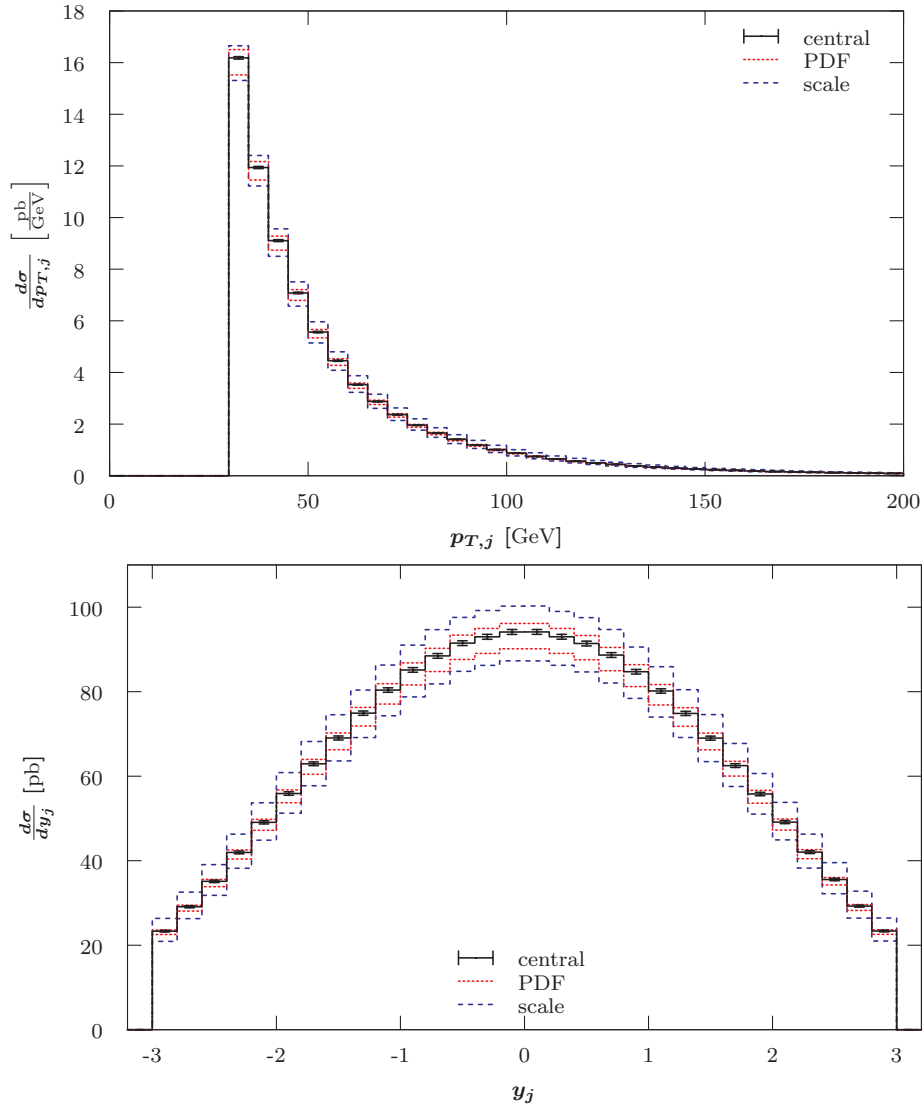 18
16
14
12
10
8
6
4
2
0
dσ/dp_{T,j} [pb/GeV]
central
PDF
scale
0 50 100 150 200
p_{T,j} [GeV]
100
80
60
40
20
0
dσ/dy_j [pb]
central
PDF
scale
-3 -2 -1 0 1 2 3
y_j